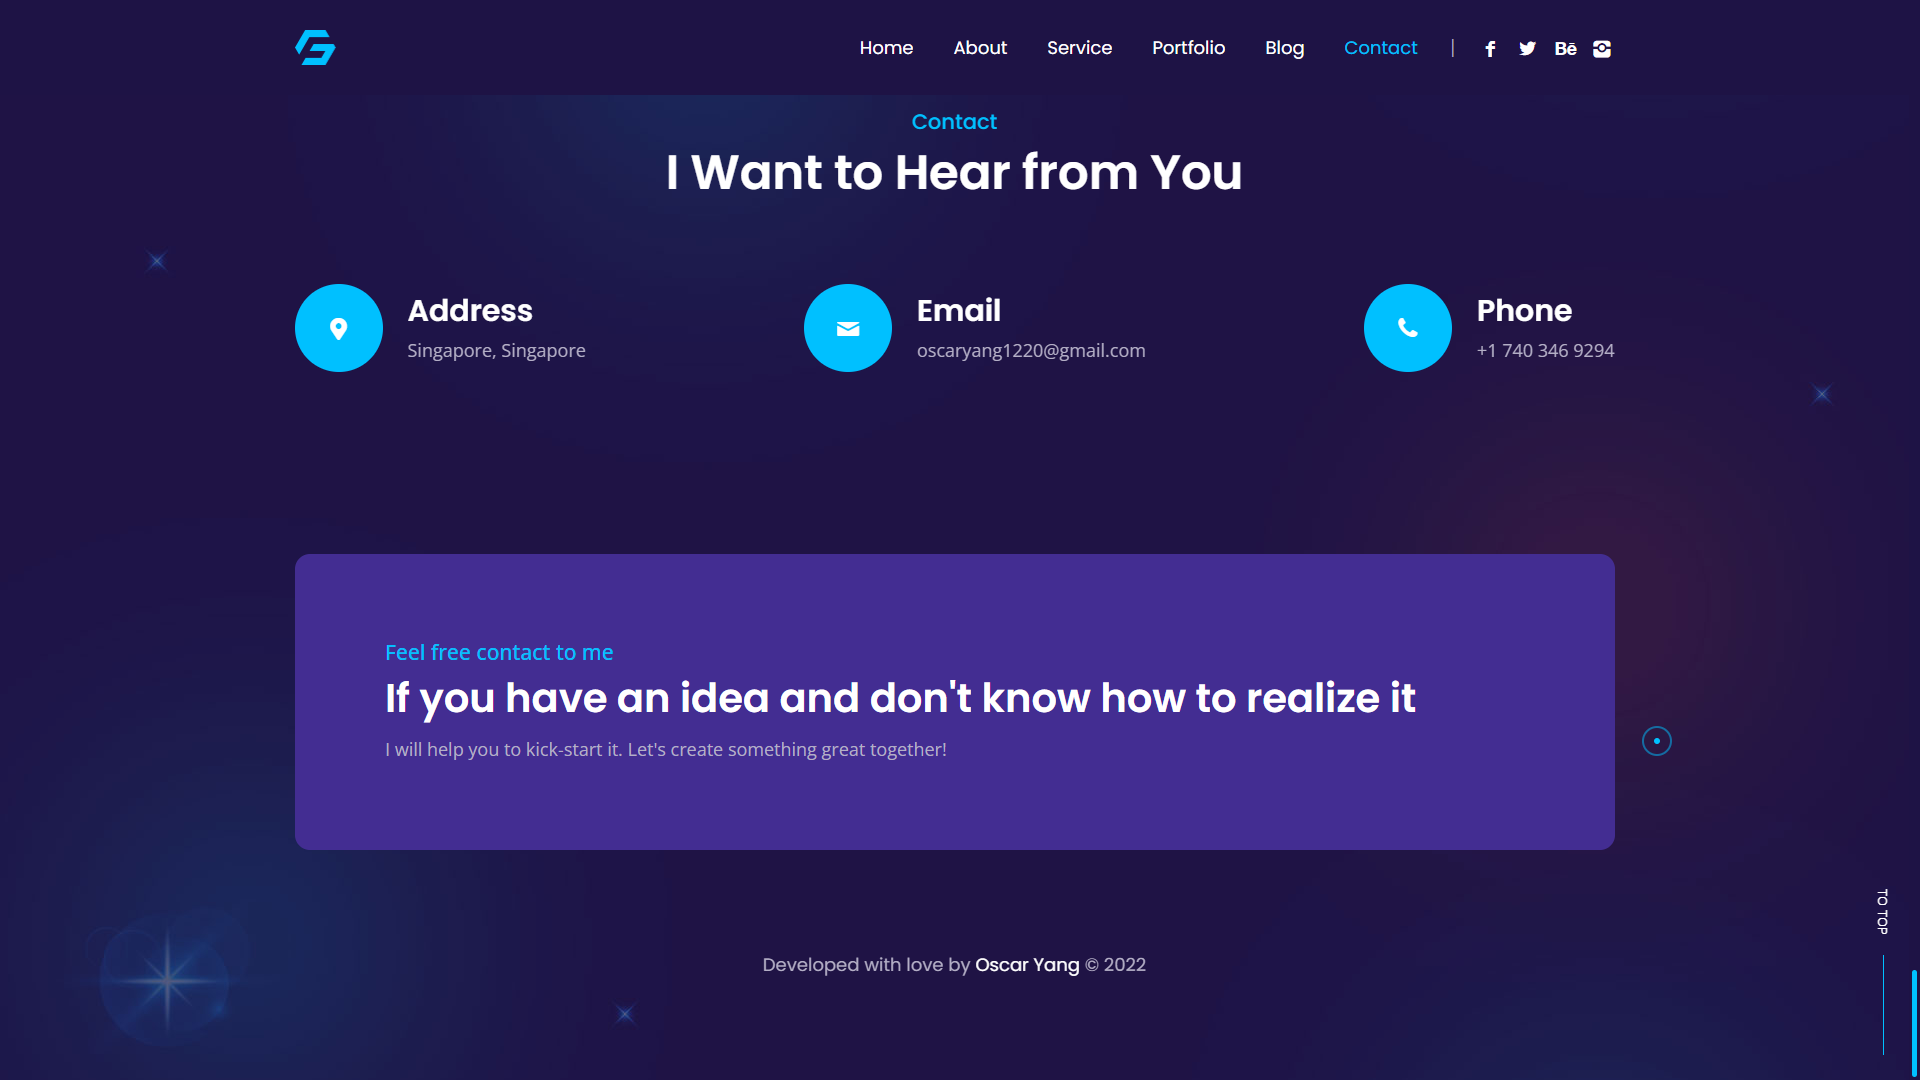 Home About Service Portfolio Blog Contact | Bē
Contact
I Want to Hear from You
Address
Singapore, Singapore
Email
oscaryang1220@gmail.com
Phone
+1 740 346 9294
Feel free contact to me
If you have an idea and don't know how to realize it
I will help you to kick-start it. Let's create something great together!
TO TOP
Developed with love by Oscar Yang © 2022